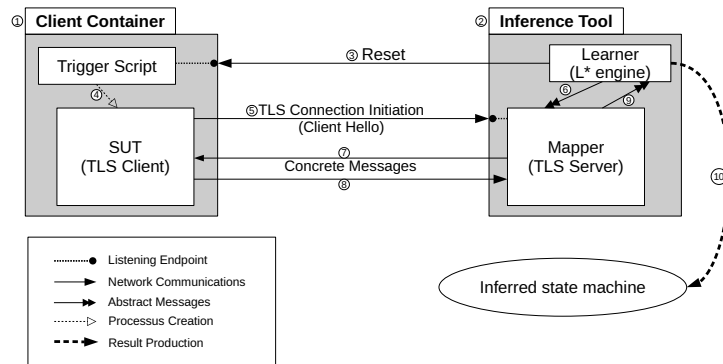 ① Client Container
② Inference Tool
③ Reset
Trigger Script
Learner
(L* engine)
④
⑥
⑨
⑤TLS Connection Initiation
(Client Hello)
SUT
(TLS Client)
Mapper
(TLS Server)
⑦
Concrete Messages
⑧
⑩
Listening Endpoint
Network Communications
Abstract Messages
Processus Creation
Result Production
Inferred state machine